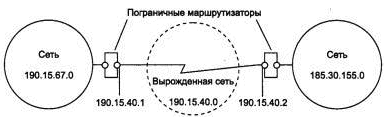 Пограничные маршрутизаторы
Сеть
190.15.67.0
190.15.40.1
Вырожденная сеть
190.15.40.0
190.15.40.2
Сеть
185.30.155.0